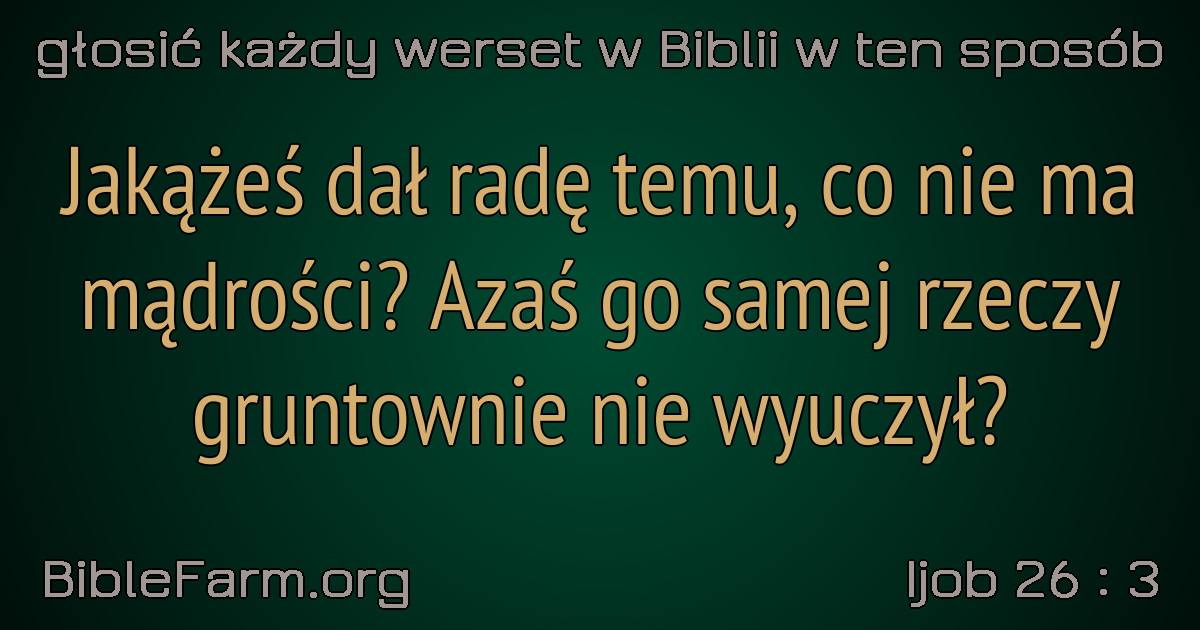 głosić każdy werset w Biblii w ten sposób
Jakążeś dał radę temu, co nie ma
mądrości? Azaś go samej rzeczy
gruntownie nie wyuczył?
BibleFarm.org
Ijob 26 : 3